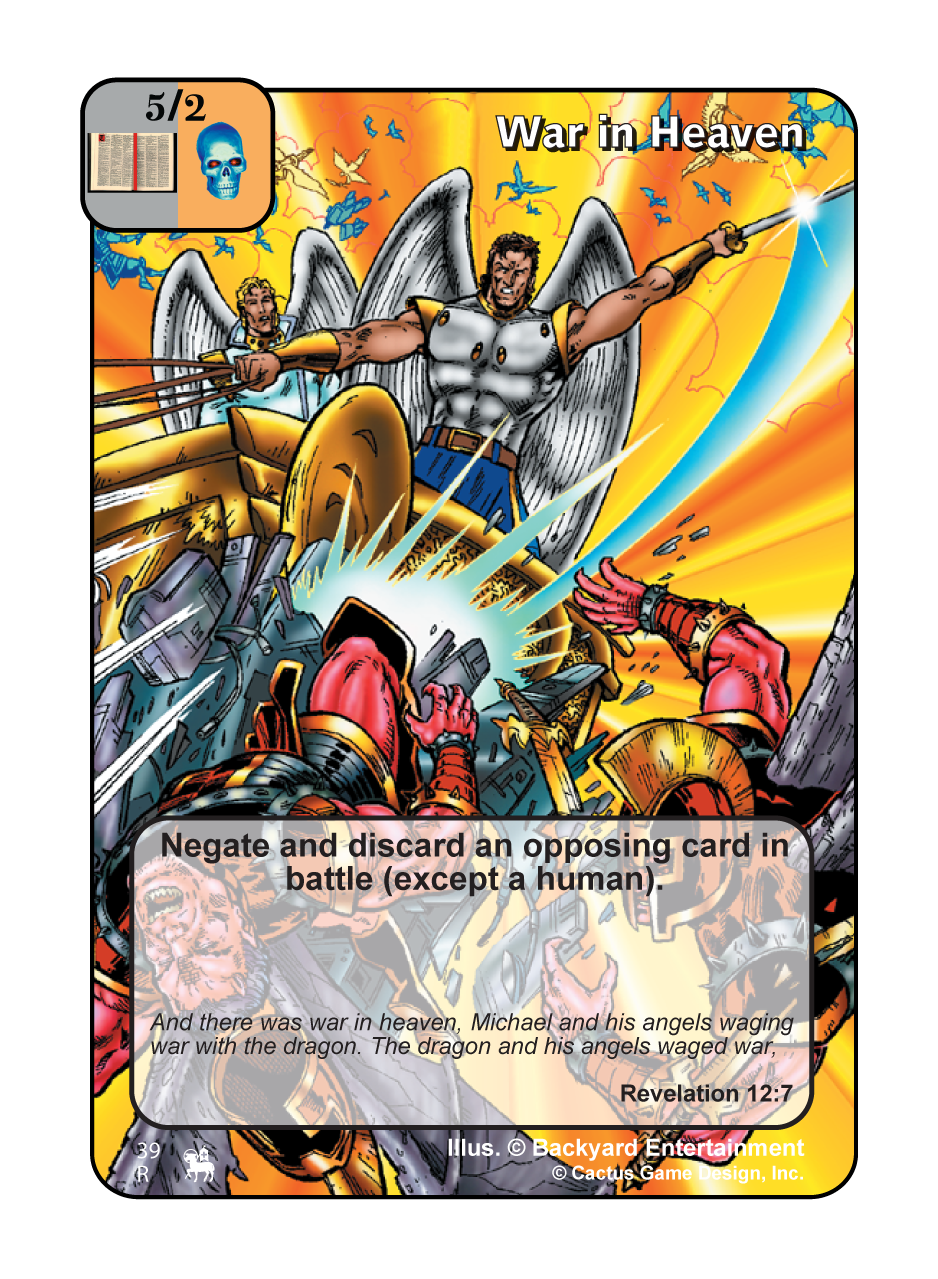 5/2
War in Heaven
Negate and discard an opposing card in
battle (except a human).
And there was war in heaven, Michael and his angels waging
war with the dragon. The dragon and his angels waged war,
Revelation 12:7
39
R
Illus. © Backyard Entertainment
© Cactus Game Design, Inc.